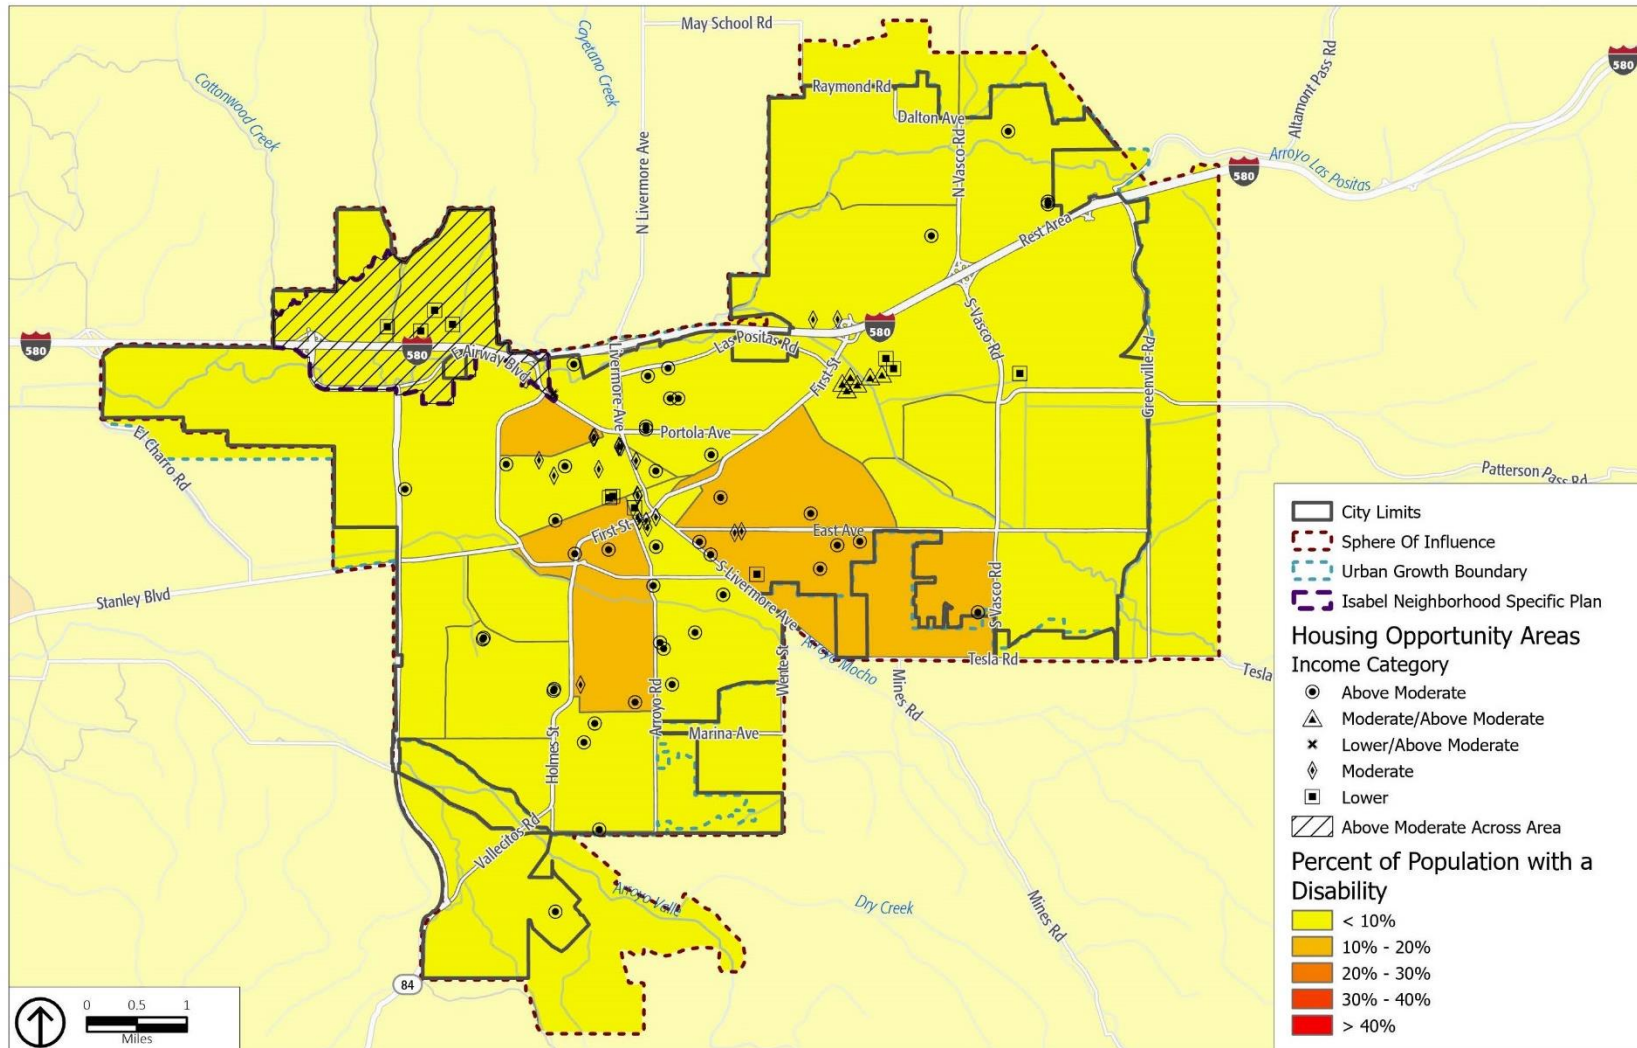 May School Rd
Cayetano Creek
Cottonwood Creek
N Livermore Ave
Raymond Rd
Dalton Ave
N Vasco Rd
Altamont Pass Rd
580
Arroyo Las Positas
580
Rest Area
580
580
580
E Airway Blvd
Las Positas Rd
Livermore Ave
First St
S Vasco Rd
Greenville Rd
El Charro Rd
Portola Ave
Patterson Pass Rd
First St
East Ave
Stanley Blvd
S Livermore Ave
S Vasco Rd
Arroyo Mocho
Wente St
Tesla Rd
Tesla
Mines Rd
Arroyo Rd
Marina Ave
Holmes St
Vallecitos Rd
Arroyo Valle
Dry Creek
Mines Rd
84
0 0.5 1
Miles
City Limits
Sphere Of Influence
Urban Growth Boundary
Isabel Neighborhood Specific Plan
Housing Opportunity Areas
Income Category
Above Moderate
Moderate/Above Moderate
Lower/Above Moderate
Moderate
Lower
Above Moderate Across Area
Percent of Population with a
Disability
< 10%
10% - 20%
20% - 30%
30% - 40%
> 40%